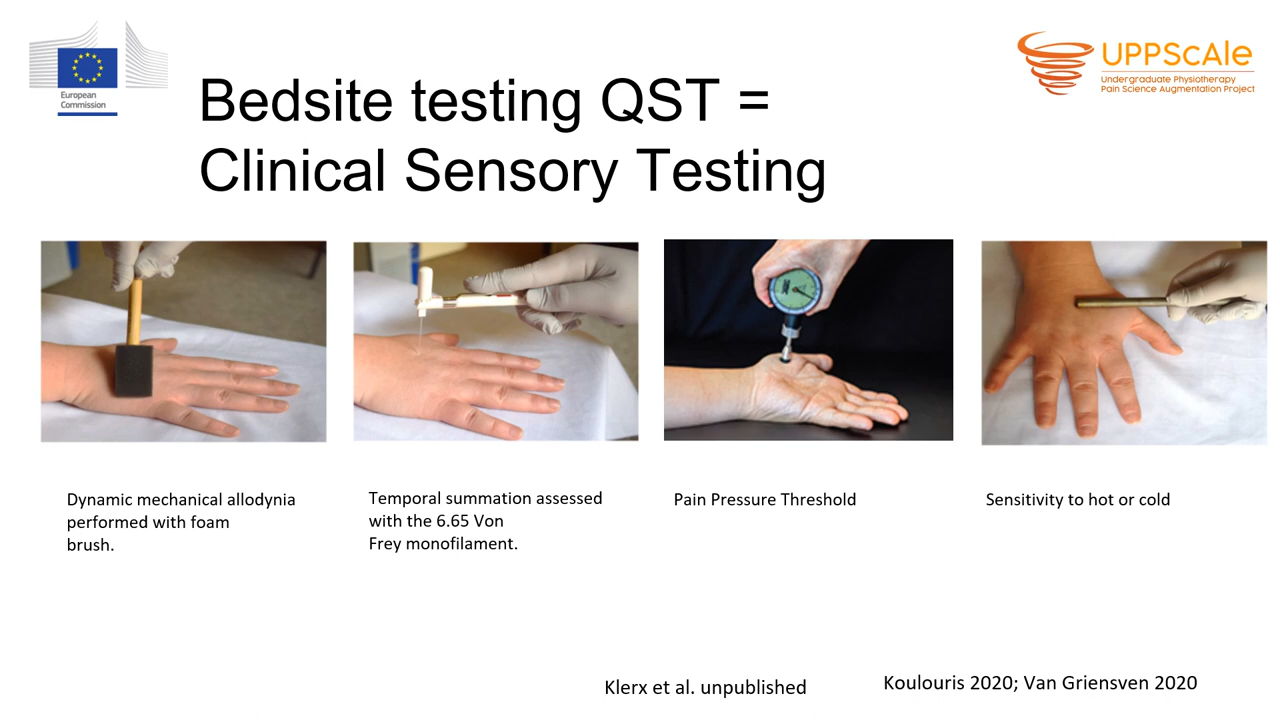 European
Commission
UPPScale
Undergraduate Physiotherapy
Pain Science Augmentation Project
Bedsite testing QST =
Clinical Sensory Testing
Dynamic mechanical allodynia
performed with foam
brush.
Temporal summation assessed
with the 6.65 Von
Frey monofilament.
Pain Pressure Threshold
Sensitivity to hot or cold
Klerx et al. unpublished
Koulouris 2020; Van Griensven 2020